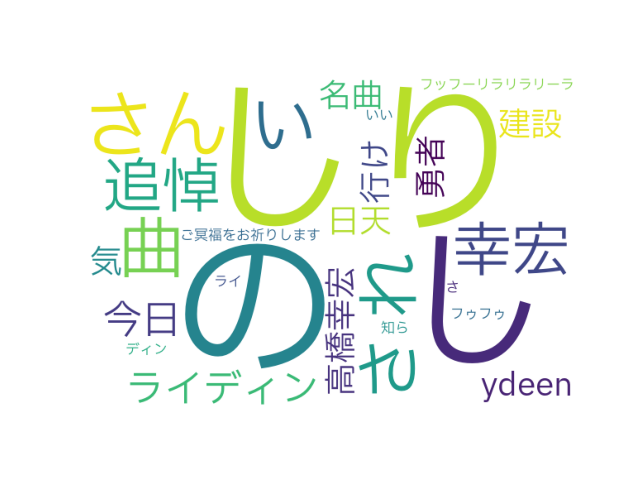 さん
し
い
名曲
いい
り
フッフーリラリラリーラ
建設
追悼
行け
勇者
日天
曲
気
ご冥福をお祈りします
の
ライ
高橋幸宏
され
し
幸宏
さ
フゥフゥ
知ら
今日
ディン
ライディン
ydeen